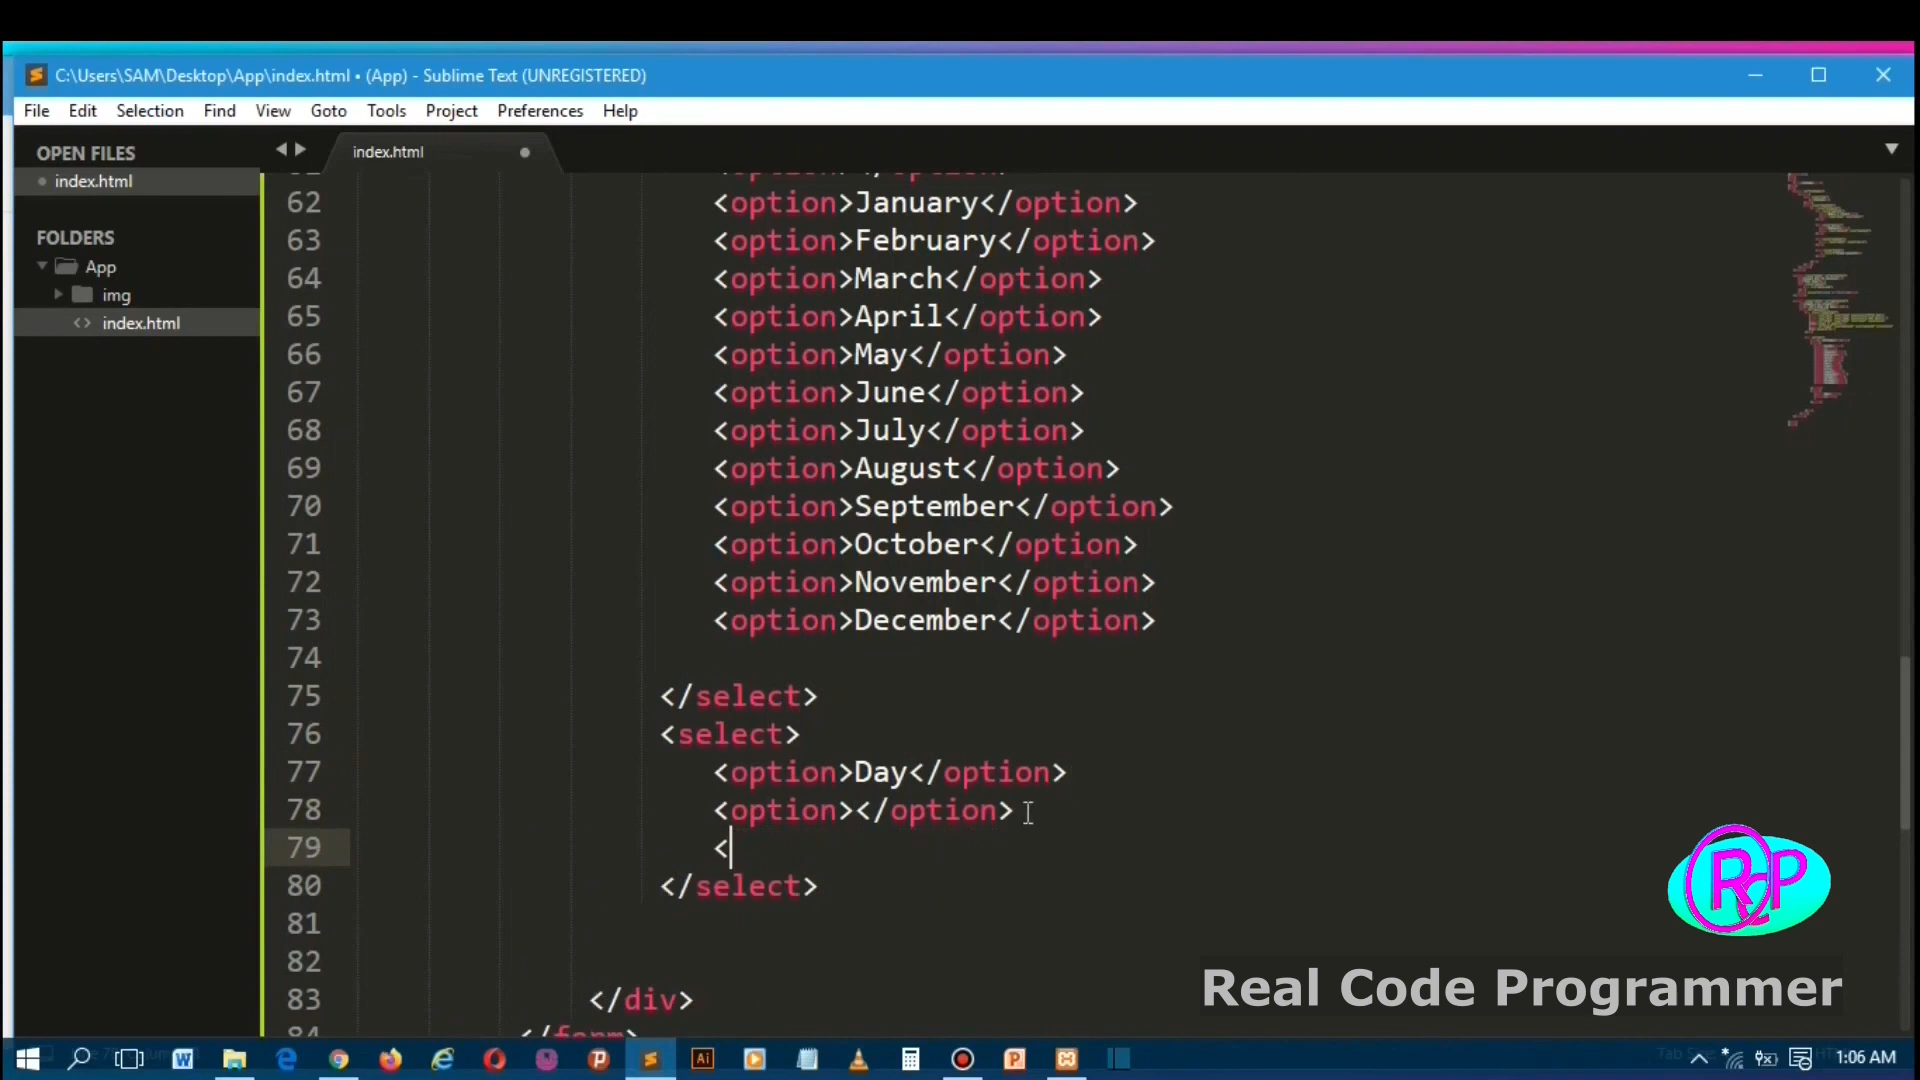 C:\Users\SAM\Desktop\App\index.html • (App) - Sublime Text (UNREGISTERED)
File Edit Selection Find View Goto Tools Project Preferences Help
OPEN FILES
index.html
FOLDERS
App
img
index.html
index.html
62 <option>January</option>
63 <option>February</option>
64 <option>March</option>
65 <option>April</option>
66 <option>May</option>
67 <option>June</option>
68 <option>July</option>
69 <option>August</option>
70 <option>September</option>
71 <option>October</option>
72 <option>November</option>
73 <option>December</option>
74
75 </select>
76 <select>
77 <option>Day</option>
78 <option></option>
79 <
80 </select>
81
82
83 </div>
84 </form>
RCP
Real Code Programmer
1:06 AM